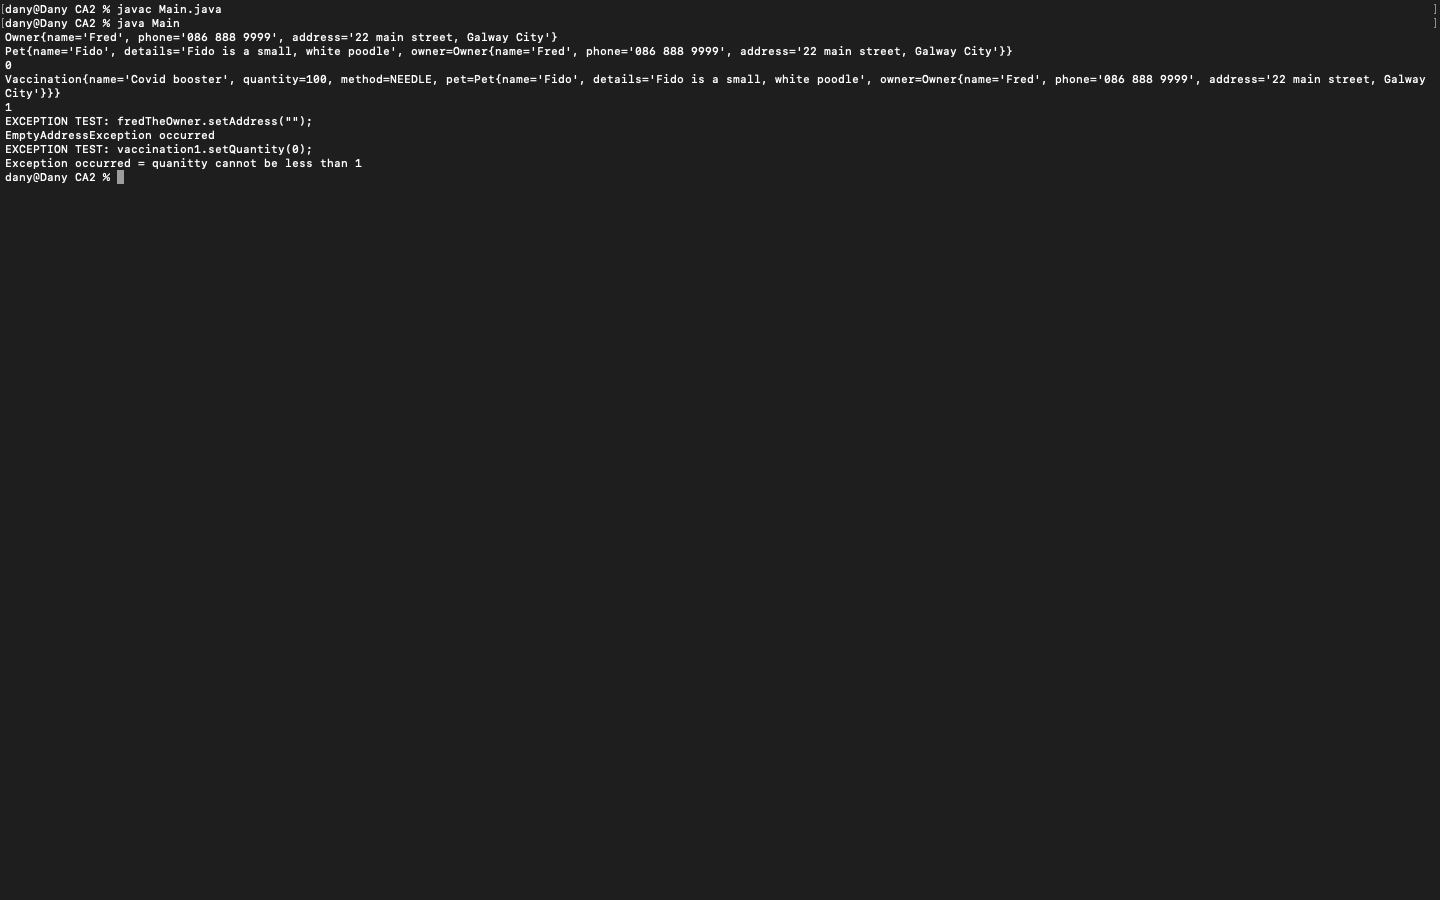 [dany@Dany CA2 % javac Main.java ]
[dany@Dany CA2 % java Main ]
Owner{name='Fred', phone='086 888 9999', address='22 main street, Galway City'}
Pet{name='Fido', details='Fido is a small, white poodle', owner=Owner{name='Fred', phone='086 888 9999', address='22 main street, Galway City'}}
0
Vaccination{name='Covid booster', quantity=100, method=NEEDLE, pet=Pet{name='Fido', details='Fido is a small, white poodle', owner=Owner{name='Fred', phone='086 888 9999', address='22 main street, Galway
City'}}}
1
EXCEPTION TEST: fredTheOwner.setAddress("");
EmptyAddressException occurred
EXCEPTION TEST: vaccination1.setQuantity(0);
Exception occurred = quanitty cannot be less than 1
dany@Dany CA2 %